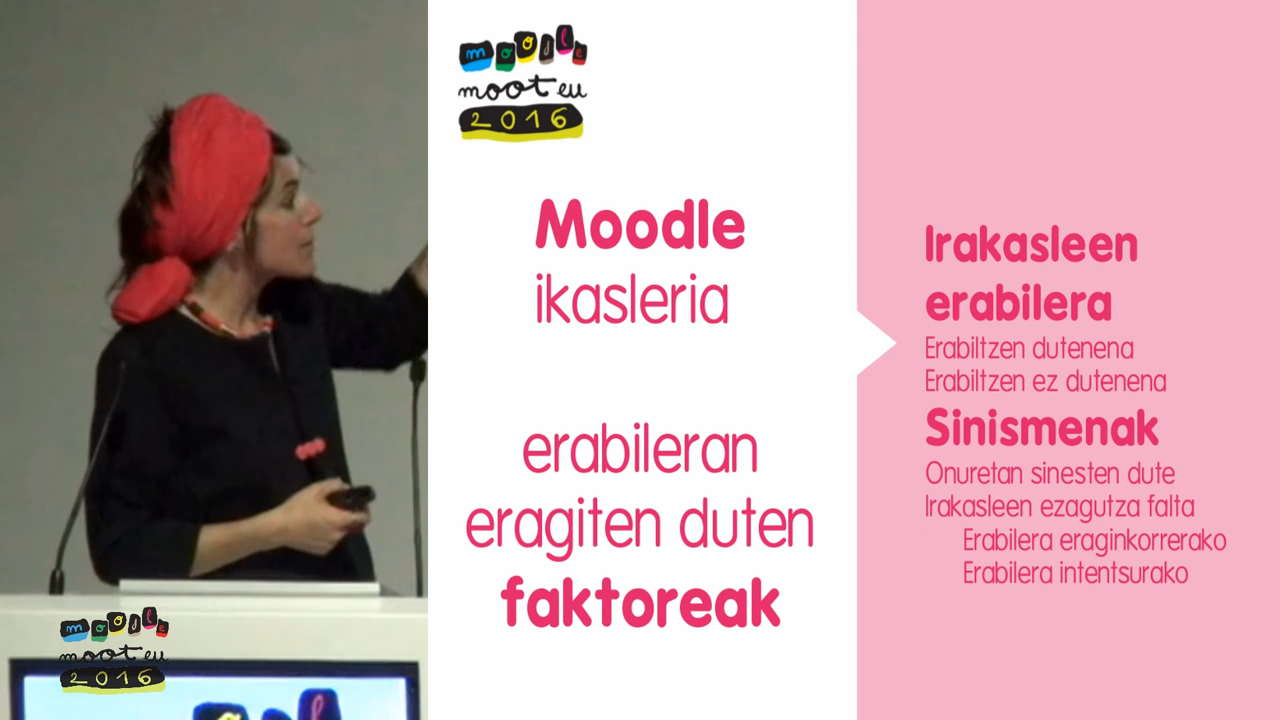 moodle
moot eu
2016
Moodle
ikasleria
erabileran
eragiten duten
faktoreak
Irakasleen
erabilera
Erabiltzen dutenena
Erabiltzen ez dutenena
Sinismenak
Onuretan sinesten dute
Irakasleen ezagutza falta
Erabilera eraginkorrerako
Erabilera intentsurako
moodle
moot eu
2016